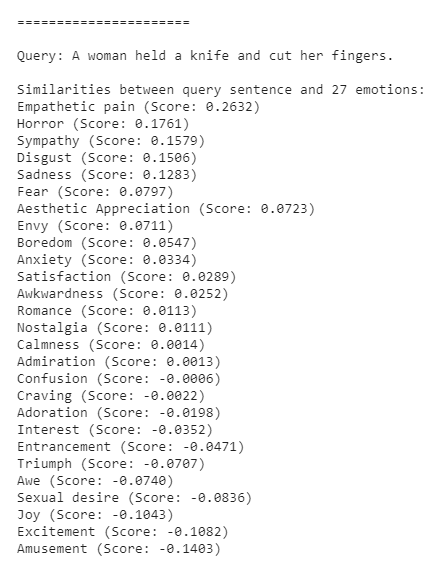 ======================
Query: A woman held a knife and cut her fingers.
Similarities between query sentence and 27 emotions:
Empathetic pain (Score: 0.2632)
Horror (Score: 0.1761)
Sympathy (Score: 0.1579)
Disgust (Score: 0.1506)
Sadness (Score: 0.1283)
Fear (Score: 0.0797)
Aesthetic Appreciation (Score: 0.0723)
Envy (Score: 0.0711)
Boredom (Score: 0.0547)
Anxiety (Score: 0.0334)
Satisfaction (Score: 0.0289)
Awkwardness (Score: 0.0252)
Romance (Score: 0.0113)
Nostalgia (Score: 0.0111)
Calmness (Score: 0.0014)
Admiration (Score: 0.0013)
Confusion (Score: -0.0006)
Craving (Score: -0.0022)
Adoration (Score: -0.0198)
Interest (Score: -0.0352)
Entrancement (Score: -0.0471)
Triumph (Score: -0.0707)
Awe (Score: -0.0740)
Sexual desire (Score: -0.0836)
Joy (Score: -0.1043)
Excitement (Score: -0.1082)
Amusement (Score: -0.1403)